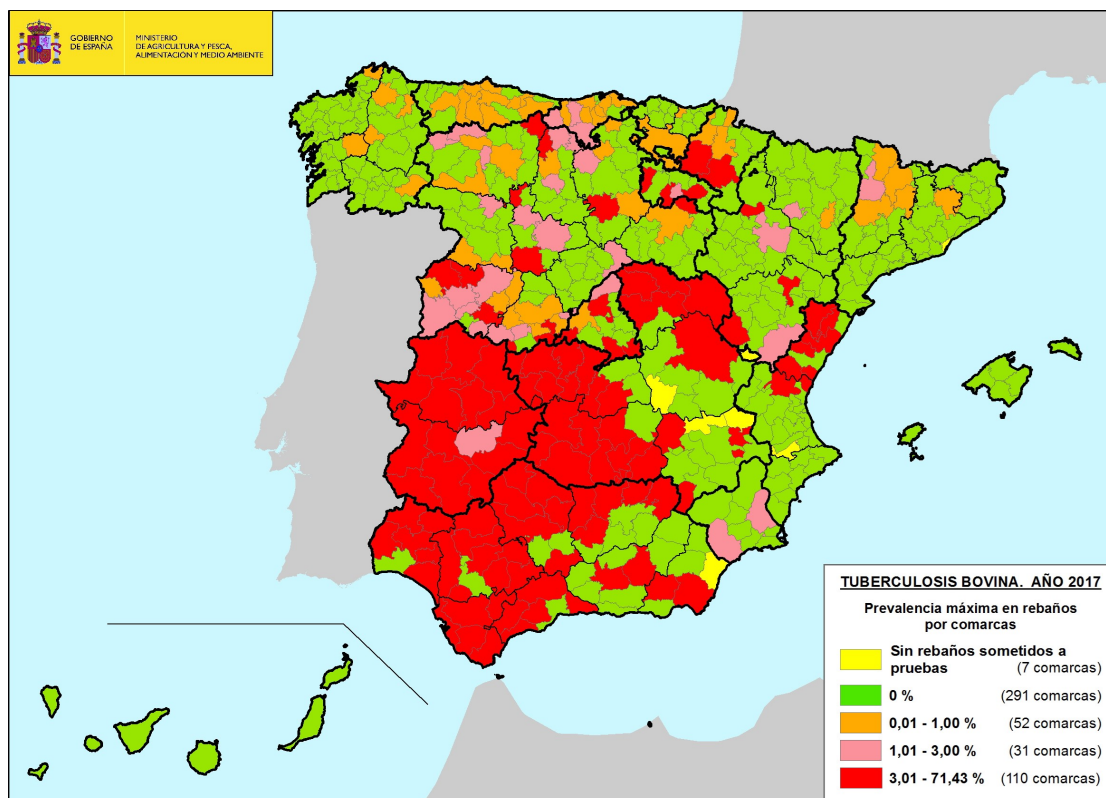 GOBIERNO
DE ESPAÑA
MINISTERIO
DE AGRICULTURA Y PESCA,
ALIMENTACIÓN Y MEDIO AMBIENTE
TUBERCULOSIS BOVINA. AÑO 2017
Prevalencia máxima en rebaños
por comarcas
Sin rebaños sometidos a
pruebas (7 comarcas)
0 % (291 comarcas)
0,01 - 1,00 % (52 comarcas)
1,01 - 3,00 % (31 comarcas)
3,01 - 71,43 % (110 comarcas)